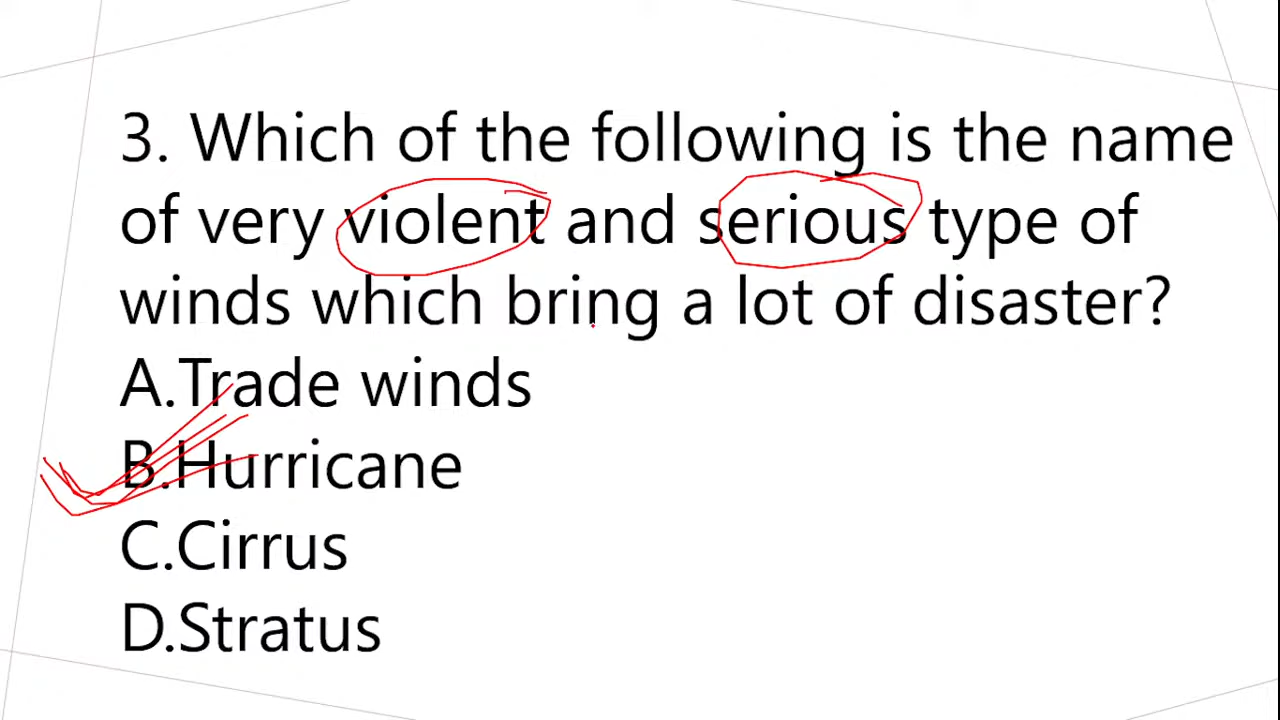 3. Which of the following is the name
of very violent and serious type of
winds which bring a lot of disaster?
A.Trade winds
B.Hurricane
C.Cirrus
D.Stratus